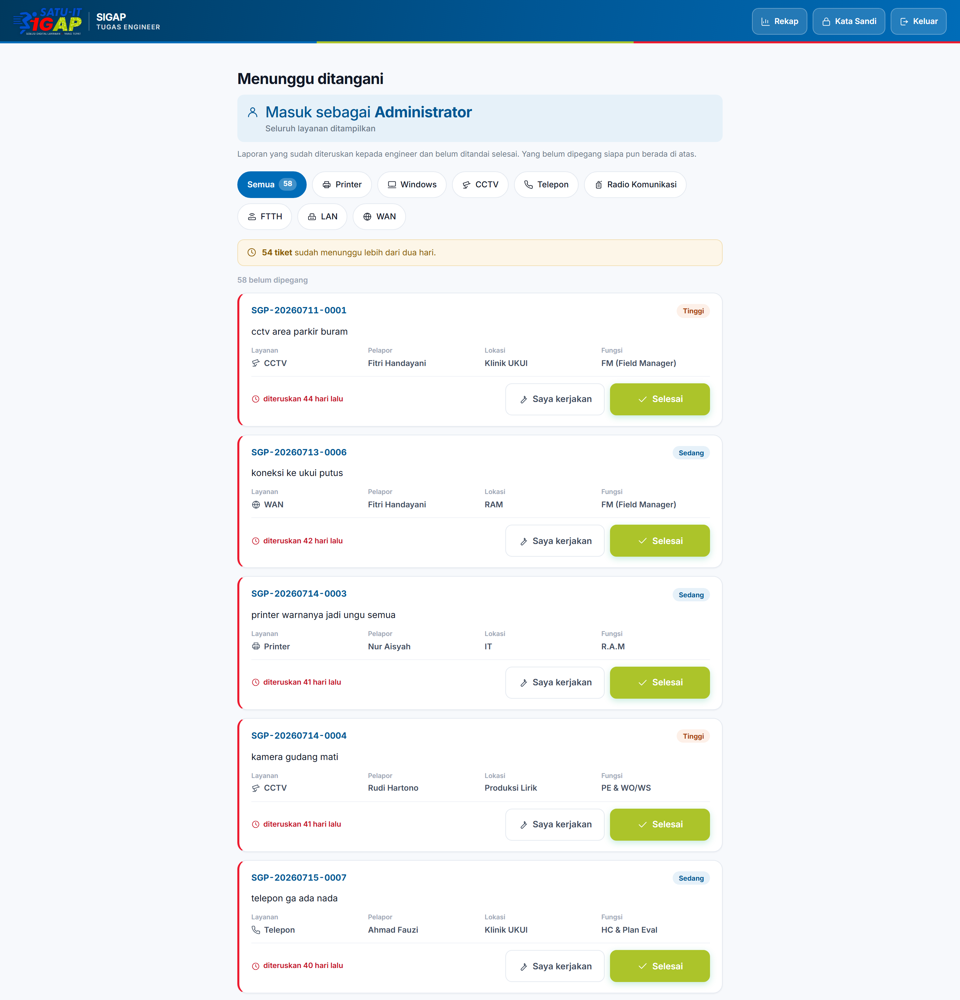 SATU-IT
SIGAP
SOLUSI DIGITAL LAYANAN YANG TEPAT
SIGAP
TUGAS ENGINEER
Rekap
Kata Sandi
Keluar
Menunggu ditangani
Masuk sebagai Administrator
Seluruh layanan ditampilkan
Laporan yang sudah diteruskan kepada engineer dan belum ditandai selesai. Yang belum dipegang siapa pun berada di atas.
Semua 58
Printer
Windows
CCTV
Telepon
Radio Komunikasi
FTTH
LAN
WAN
54 tiket sudah menunggu lebih dari dua hari.
58 belum dipegang
SGP-20260711-0001
Tinggi
cctv area parkir buram
Layanan Pelapor Lokasi Fungsi
CCTV Fitri Handayani Klinik UKUI FM (Field Manager)
diteruskan 44 hari lalu
Saya kerjakan
Selesai
SGP-20260713-0006
Sedang
koneksi ke ukui putus
Layanan Pelapor Lokasi Fungsi
WAN Fitri Handayani RAM FM (Field Manager)
diteruskan 42 hari lalu
Saya kerjakan
Selesai
SGP-20260714-0003
Sedang
printer warnanya jadi ungu semua
Layanan Pelapor Lokasi Fungsi
Printer Nur Aisyah IT R.A.M
diteruskan 41 hari lalu
Saya kerjakan
Selesai
SGP-20260714-0004
Tinggi
kamera gudang mati
Layanan Pelapor Lokasi Fungsi
CCTV Rudi Hartono Produksi Lirik PE & WO/WS
diteruskan 41 hari lalu
Saya kerjakan
Selesai
SGP-20260715-0007
Sedang
telepon ga ada nada
Layanan Pelapor Lokasi Fungsi
Telepon Ahmad Fauzi Klinik UKUI HC & Plan Eval
diteruskan 40 hari lalu
Saya kerjakan
Selesai